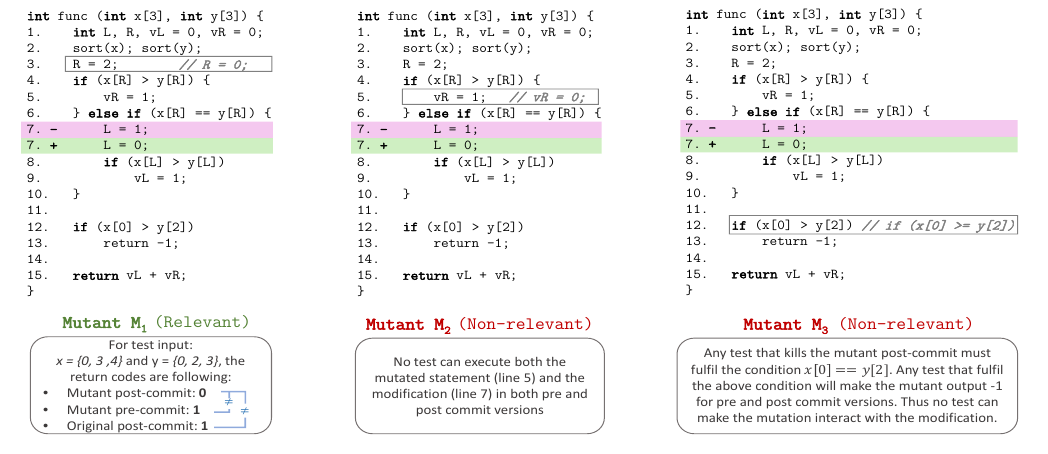 int func (int x[3], int y[3]) {
1. int L, R, vL = 0, vR = 0;
2. sort(x); sort(y);
3. R = 2; // R = 0;
4. if (x[R] > y[R]) {
5. vR = 1;
6. } else if (x[R] == y[R]) {
7. - L = 1;
7. + L = 0;
8. if (x[L] > y[L])
9. vL = 1;
10. }
11.
12. if (x[0] > y[2])
13. return -1;
14.
15. return vL + vR;
}
Mutant M1 (Relevant)
For test input:
x = {0, 3 ,4} and y = {0, 2, 3}, the
return codes are following:
• Mutant post-commit: 0
• Mutant pre-commit: 1
• Original post-commit: 1
≠
≠
int func (int x[3], int y[3]) {
1. int L, R, vL = 0, vR = 0;
2. sort(x); sort(y);
3. R = 2;
4. if (x[R] > y[R]) {
5. vR = 1; // vR = 0;
6. } else if (x[R] == y[R]) {
7. - L = 1;
7. + L = 0;
8. if (x[L] > y[L])
9. vL = 1;
10. }
11.
12. if (x[0] > y[2])
13. return -1;
14.
15. return vL + vR;
}
Mutant M2 (Non-relevant)
No test can execute both the
mutated statement (line 5) and the
modification (line 7) in both pre and
post commit versions
int func (int x[3], int y[3]) {
1. int L, R, vL = 0, vR = 0;
2. sort(x); sort(y);
3. R = 2;
4. if (x[R] > y[R]) {
5. vR = 1;
6. } else if (x[R] == y[R]) {
7. - L = 1;
7. + L = 0;
8. if (x[L] > y[L])
9. vL = 1;
10. }
11.
12. if (x[0] > y[2]) // if (x[0] >= y[2])
13. return -1;
14.
15. return vL + vR;
}
Mutant M3 (Non-relevant)
Any test that kills the mutant post-commit must
fulfil the condition x[0] == y[2]. Any test that fulfil
the above condition will make the mutant output -1
for pre and post commit versions. Thus no test can
make the mutation interact with the modification.